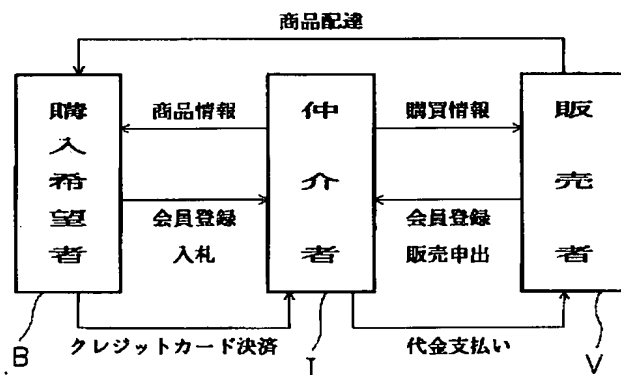 商品配達
購入希望者
商品情報
仲介者
購買情報
販売者
会員登録
入札
会員登録
販売申出
クレジットカード決済
代金支払い
B
I
V